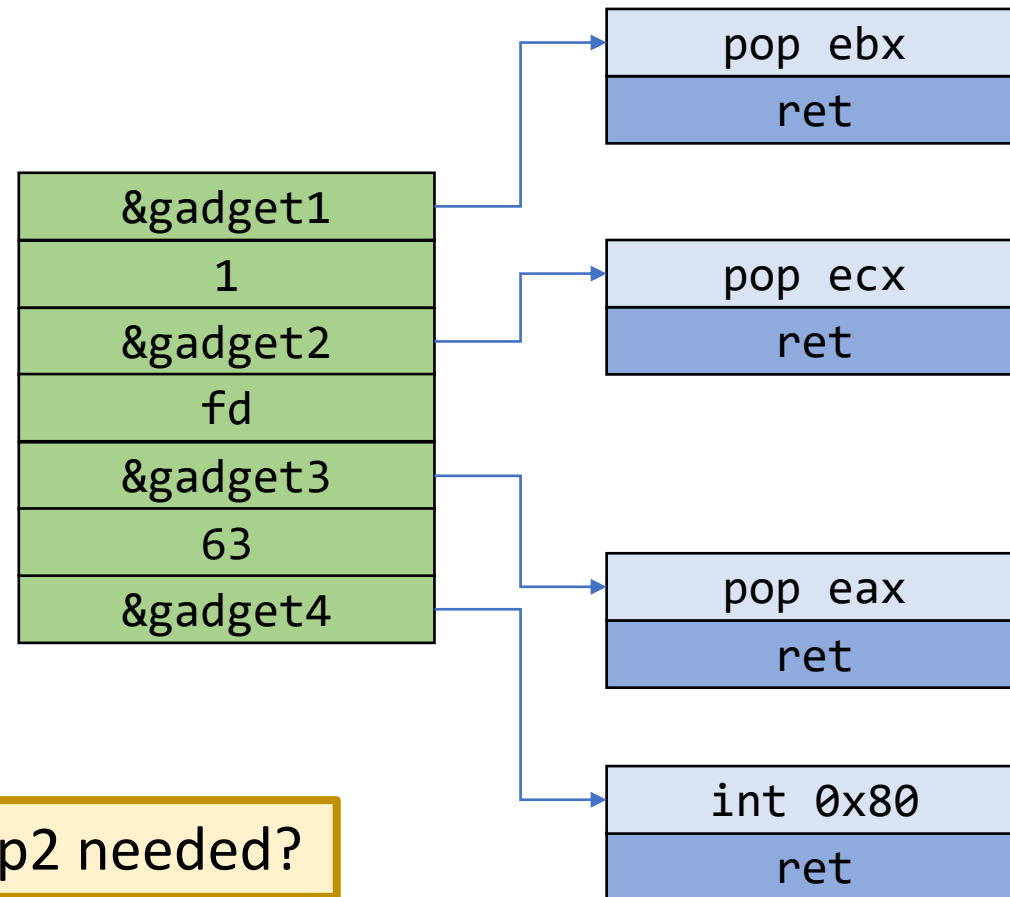 &gadget1
1
&gadget2
fd
&gadget3
63
&gadget4
pop ebx
ret
pop ecx
ret
pop eax
ret
int 0x80
ret
p2 needed?